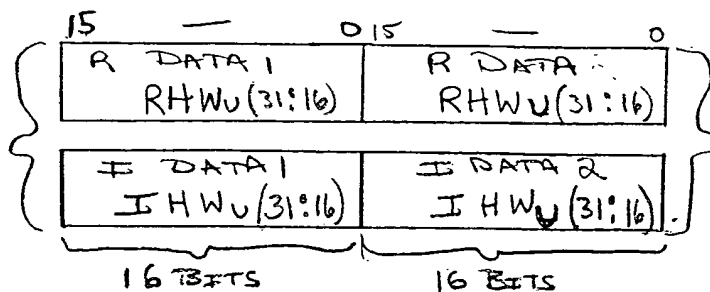 15 — 0 15 — 0
R DATA 1 R DATA
RHWU(31:16) RHWU(31:16)
I DATA 1 I DATA 2
IHWU(31:16) IHWU(31:16)
16 BITS 16 BITS